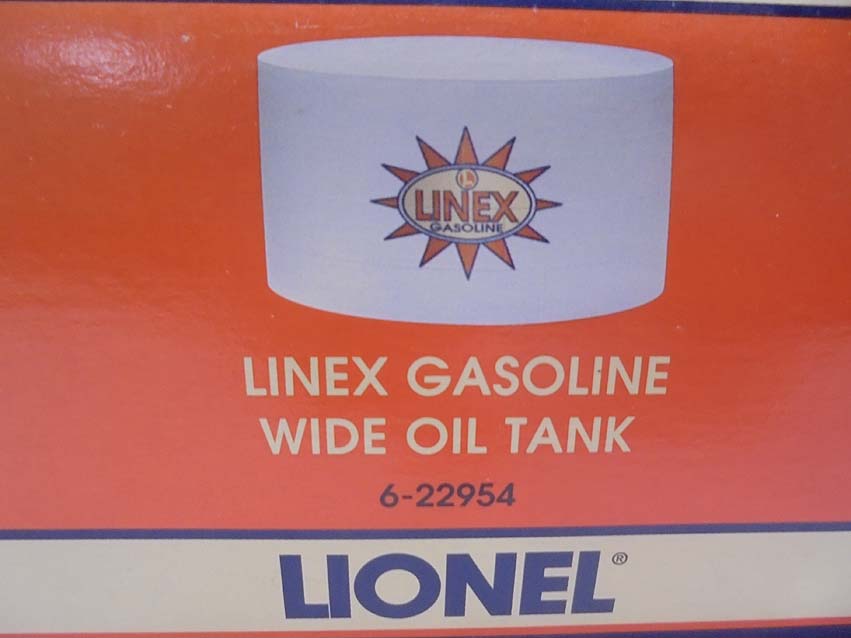 L
LINEX
GASOLINE
LINEX GASOLINE
WIDE OIL TANK
6-22954
LIONEL®